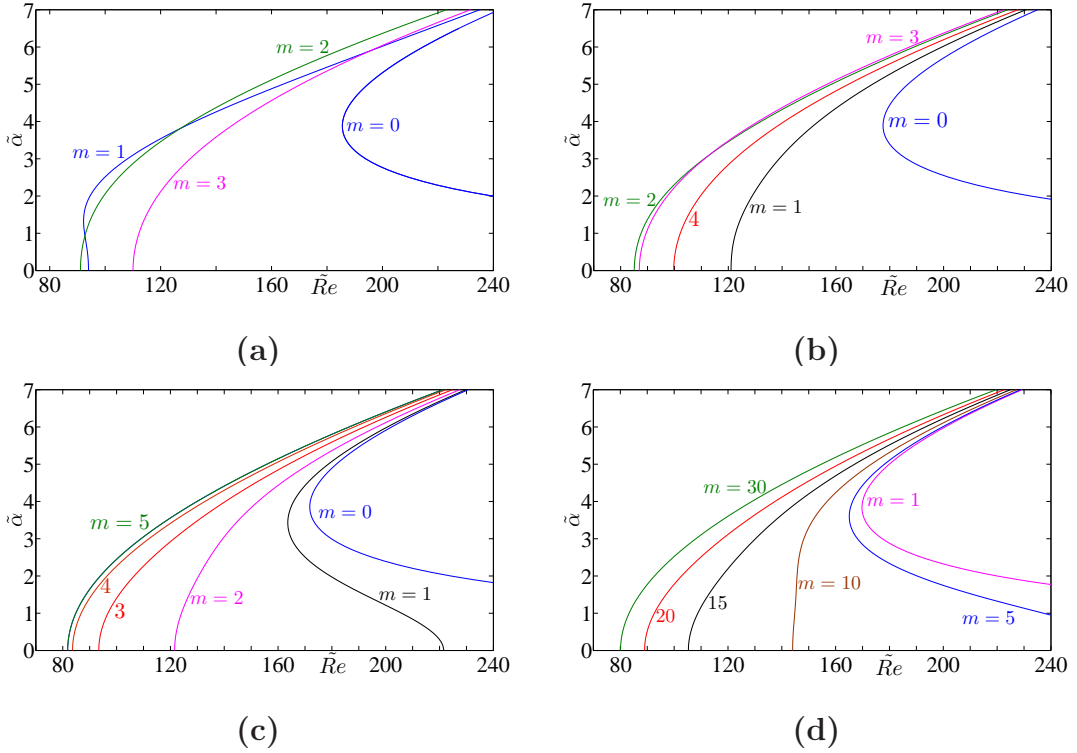 7
6
5
4
3
2
1
0
α̃
m = 2
m = 0
m = 1
m = 3
80 120 160 200 240
R̃e
(a)
7
6
5
4
3
2
1
0
α̃
m = 3
m = 0
m = 2
4
m = 1
80 120 160 200 240
R̃e
(b)
7
6
5
4
3
2
1
0
α̃
m = 5
m = 0
4
3
m = 2
m = 1
80 120 160 200 240
R̃e
(c)
7
6
5
4
3
2
1
0
α̃
m = 30
m = 1
m = 10
15
20
m = 5
80 120 160 200 240
R̃e
(d)